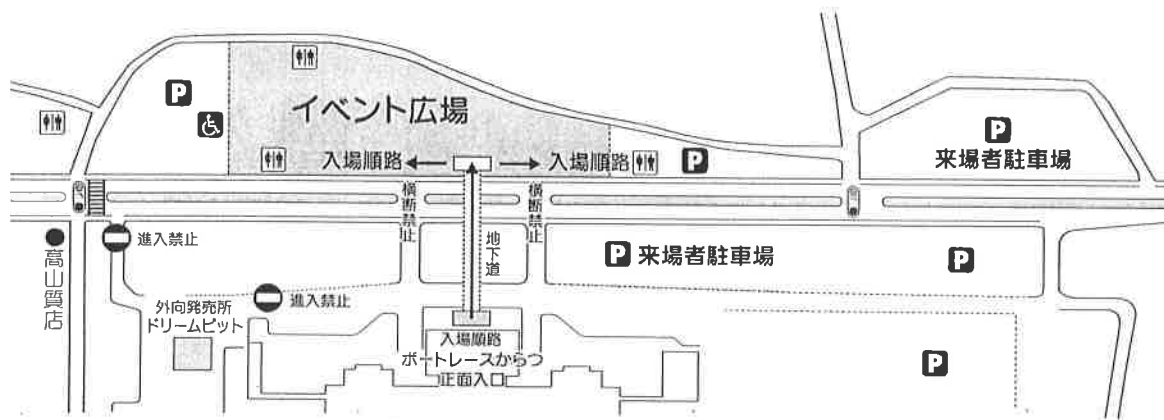 P
イベント広場
P
来場者駐車場
入場順路
入場順路
P
横断禁止
横断禁止
高山質店
進入禁止
地下道
P 来場者駐車場
P
進入禁止
外向発売所
ドリームピット
入場順路
ボートレースからつ
正面入口
P